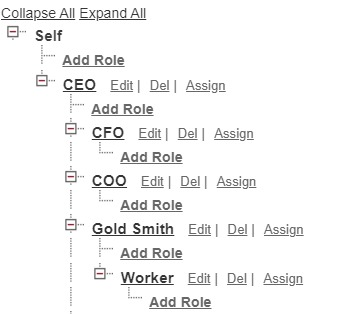 Collapse All Expand All
Self
Add Role
CEO Edit | Del | Assign
Add Role
CFO Edit | Del | Assign
Add Role
COO Edit | Del | Assign
Add Role
Gold Smith Edit | Del | Assign
Add Role
Worker Edit | Del | Assign
Add Role